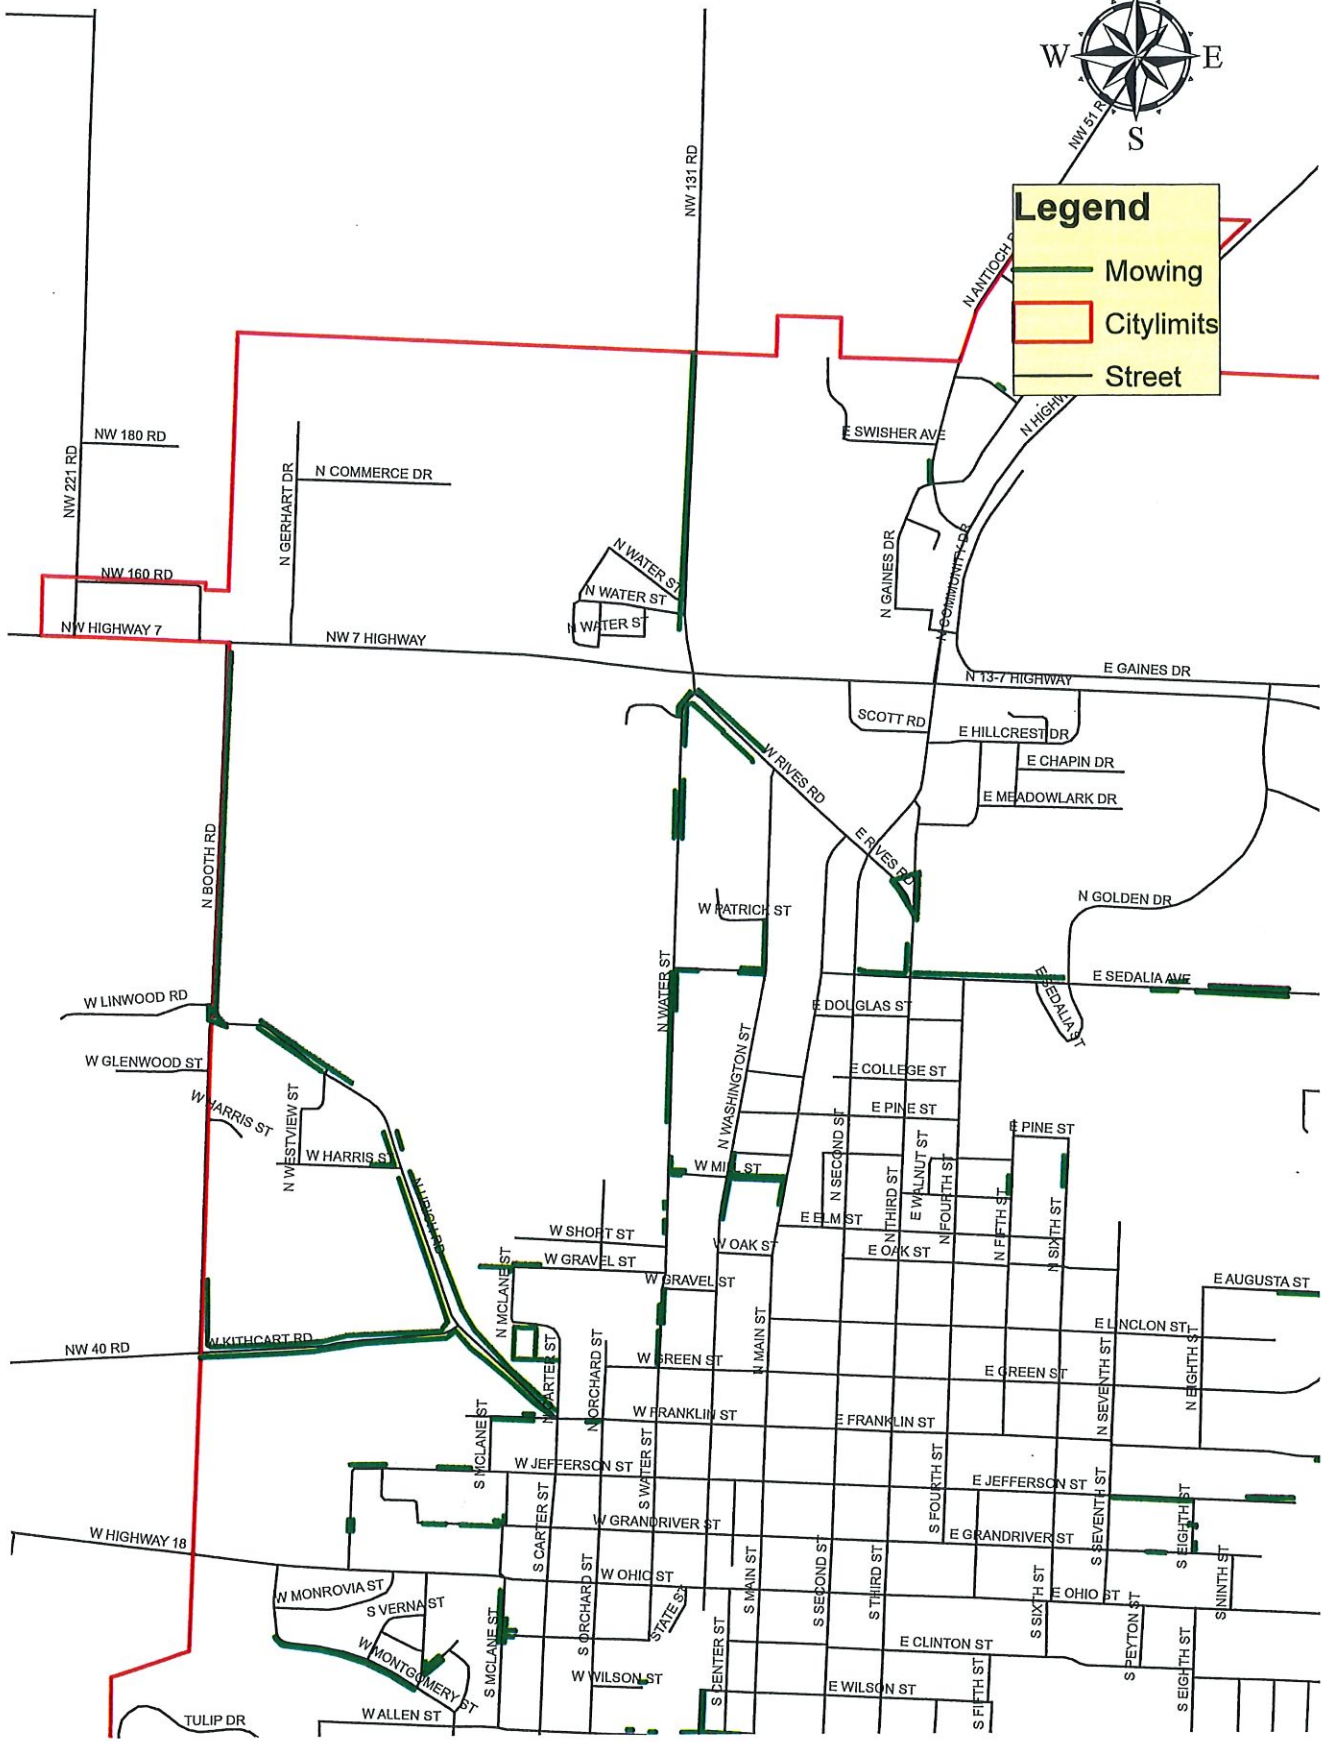 W
E
S
NW 51 R
NW 131 RD
Legend
Mowing
Citylimits
Street
N ANTIOCH
NW 180 RD
NW 221 RD
N COMMERCE DR
N GERHART DR
E SWISHER AVE
N HIGHW
NW 160 RD
N WATER ST
N WATER ST
N WATER ST
N GAINES DR
N COMMUNITY DR
NW HIGHWAY 7
NW 7 HIGHWAY
E GAINES DR
N 13-7 HIGHWAY
SCOTT RD
E HILLCREST DR
W RIVES RD
E CHAPIN DR
E MEADOWLARK DR
N BOOTH RD
E RIVES RD
N GOLDEN DR
W PATRICK ST
N WATER ST
E SEDALIA AVE
E SEDALIA ST
W LINWOOD RD
E DOUGLAS ST
W GLENWOOD ST
E COLLEGE ST
W HARRIS ST
N WESTVIEW ST
N WASHINGTON ST
E PINE ST
E PINE ST
W HARRIS ST
N SECOND ST
E WALNUT ST
W MILL ST
N THIRD ST
N FOURTH ST
N FIFTH ST
N SIXTH ST
N URICH RD
E ELM ST
W SHORT ST
W OAK ST
E OAK ST
W GRAVEL ST
W GRAVEL ST
N MCLANE ST
E AUGUSTA ST
E LINCLON ST
W KITHCART RD
NW 40 RD
N CARTER ST
N ORCHARD ST
N MAIN ST
W GREEN ST
E GREEN ST
N SEVENTH ST
N EIGHTH ST
W FRANKLIN ST
E FRANKLIN ST
S MCLANE ST
W JEFFERSON ST
S WATER ST
E JEFFERSON ST
S CARTER ST
S FOURTH ST
S SEVENTH ST
S EIGHTH ST
W GRANDRIVER ST
E GRANDRIVER ST
W HIGHWAY 18
W OHIO ST
E OHIO ST
S ORCHARD ST
S MAIN ST
S SECOND ST
S THIRD ST
S SIXTH ST
S NINTH ST
W MONROVIA ST
S VERNA ST
STATE ST
S PEYTON ST
E CLINTON ST
W MONTGOMERY ST
S MCLANE ST
S CENTER ST
S EIGHTH ST
W WILSON ST
E WILSON ST
S FIFTH ST
TULIP DR
W ALLEN ST